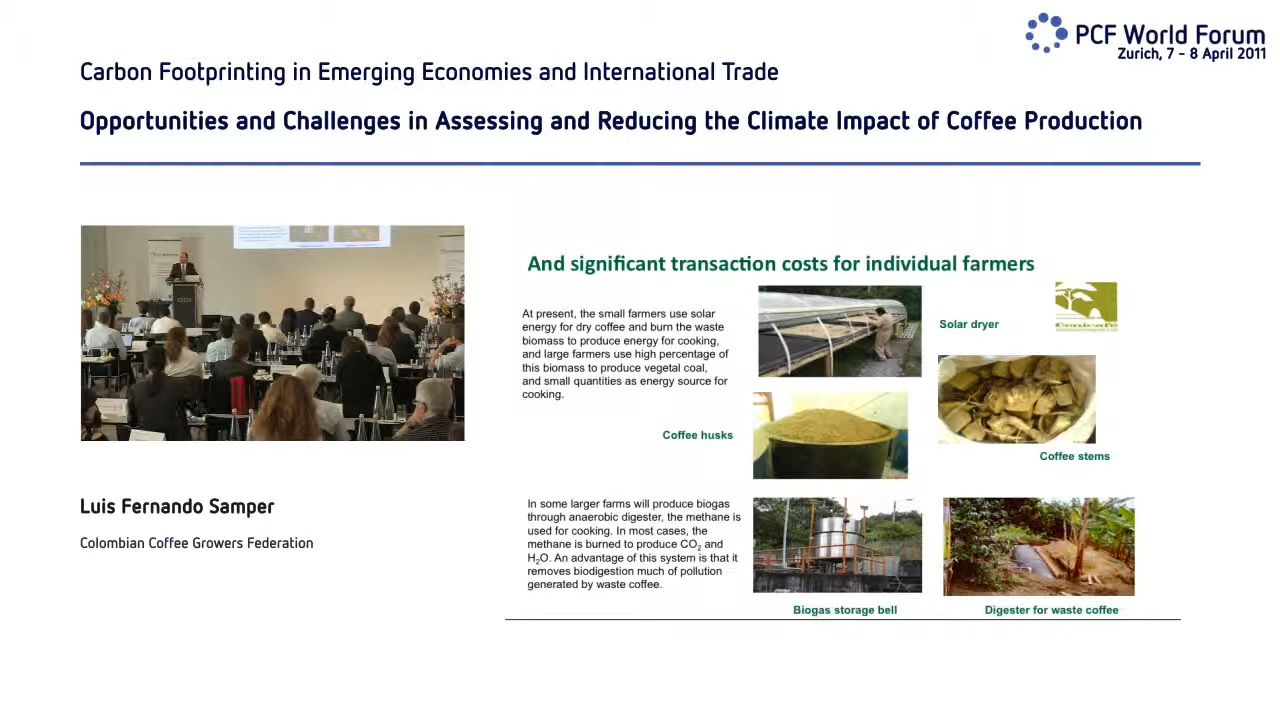 PCF World Forum
Zurich, 7 - 8 April 2011
Carbon Footprinting in Emerging Economies and International Trade
Opportunities and Challenges in Assessing and Reducing the Climate Impact of Coffee Production
And significant transaction costs for individual farmers
At present, the small farmers use solar
energy for dry coffee and burn the waste
biomass to produce energy for cooking,
and large farmers use high percentage of
this biomass to produce vegetal coal,
and small quantities as energy source for
cooking.
Solar dryer
Cenicafé
Coffee husks
Coffee stems
In some larger farms will produce biogas
through anaerobic digester, the methane is
used for cooking. In most cases, the
methane is burned to produce CO₂ and
H₂O. An advantage of this system is that it
removes biodigestion much of pollution
generated by waste coffee.
Biogas storage bell
Digester for waste coffee
Luis Fernando Samper
Colombian Coffee Growers Federation